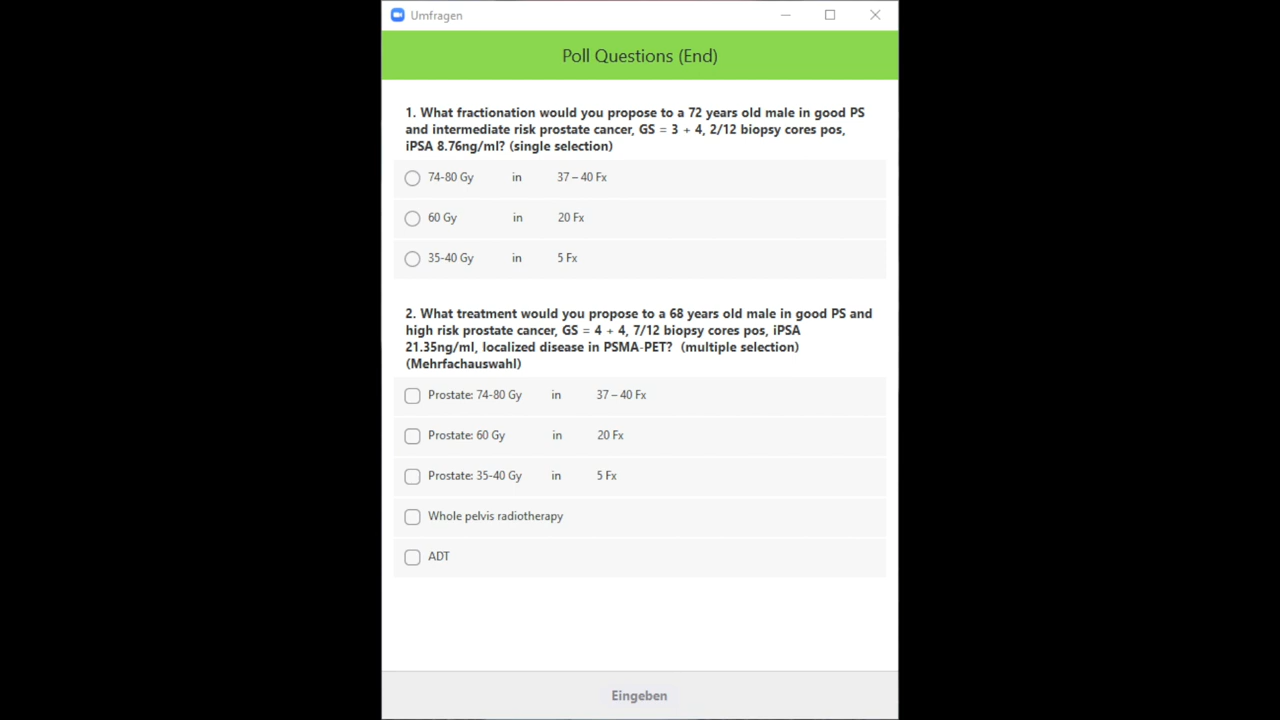 Umfragen
Poll Questions (End)
1. What fractionation would you propose to a 72 years old male in good PS
and intermediate risk prostate cancer, GS = 3 + 4, 2/12 biopsy cores pos,
iPSA 8.76ng/ml? (single selection)
74-80 Gy in 37 – 40 Fx
60 Gy in 20 Fx
35-40 Gy in 5 Fx
2. What treatment would you propose to a 68 years old male in good PS and
high risk prostate cancer, GS = 4 + 4, 7/12 biopsy cores pos, iPSA
21.35ng/ml, localized disease in PSMA-PET? (multiple selection)
(Mehrfachauswahl)
Prostate: 74-80 Gy in 37 – 40 Fx
Prostate: 60 Gy in 20 Fx
Prostate: 35-40 Gy in 5 Fx
Whole pelvis radiotherapy
ADT
Eingeben